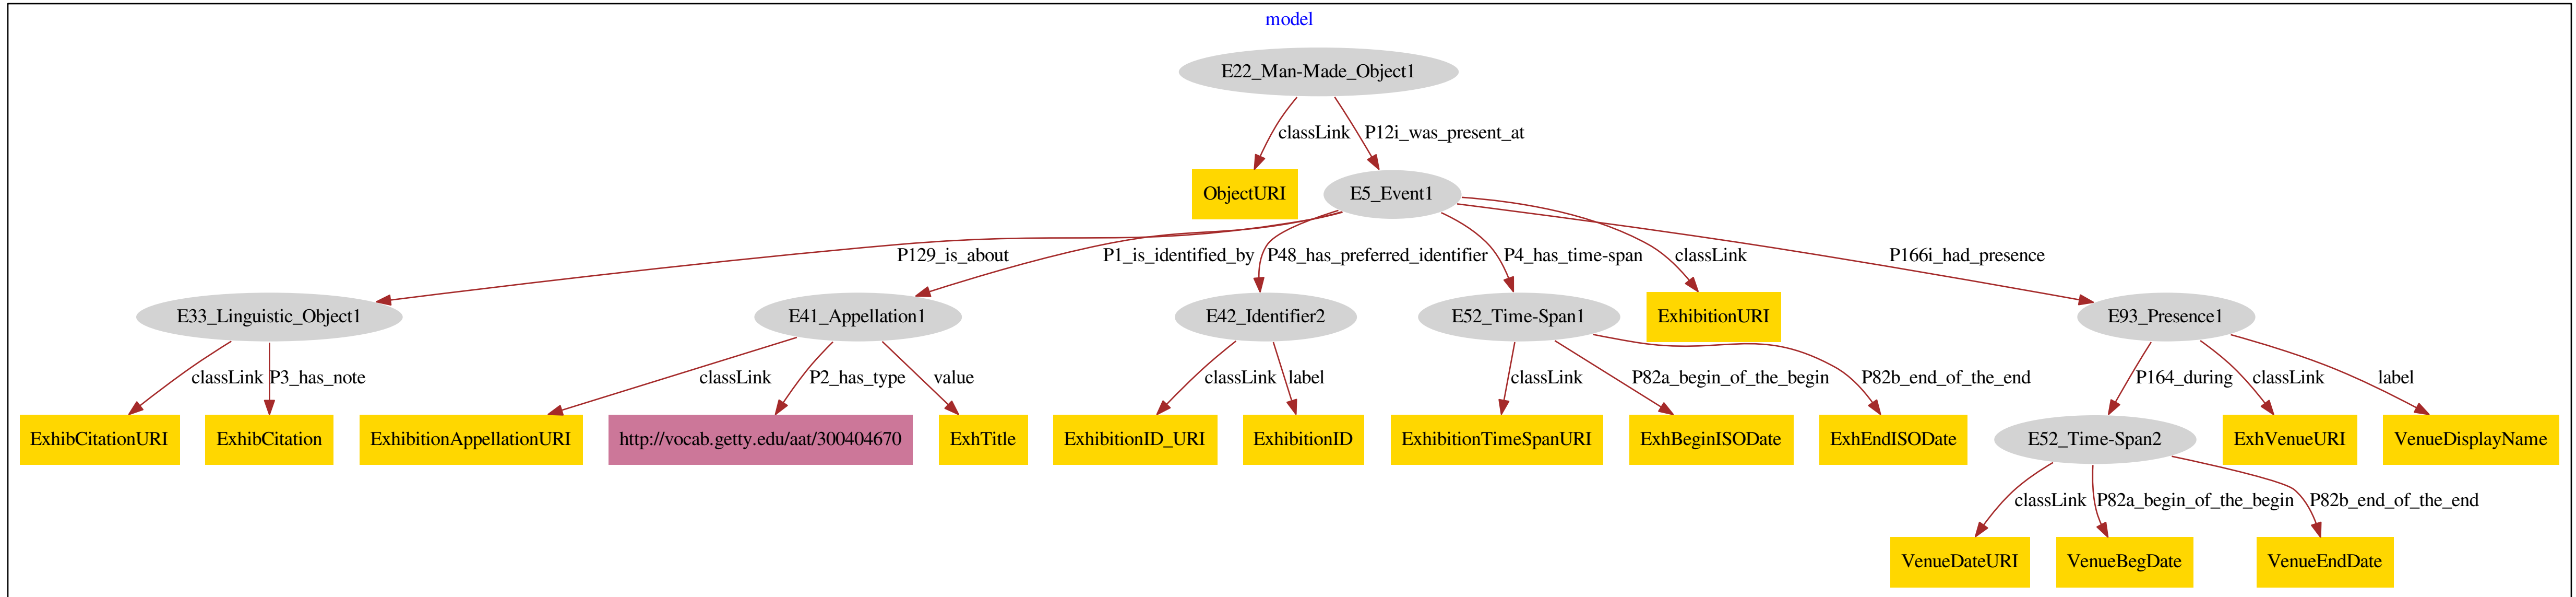 model
E22_Man-Made_Object1
classLink P12i_was_present_at
ObjectURI E5_Event1
P129_is_about P1_is_identified_by P48_has_preferred_identifier P4_has_time-span classLink P166i_had_presence
E33_Linguistic_Object1 E41_Appellation1 E42_Identifier2 E52_Time-Span1 ExhibitionURI E93_Presence1
classLink P3_has_note classLink P2_has_type value classLink label classLink P82a_begin_of_the_begin P82b_end_of_the_end P164_during classLink label
ExhibCitationURI ExhibCitation ExhibitionAppellationURI http://vocab.getty.edu/aat/300404670 ExhTitle ExhibitionID_URI ExhibitionID ExhibitionTimeSpanURI ExhBeginISODate ExhEndISODate E52_Time-Span2 ExhVenueURI VenueDisplayName
classLink P82a_begin_of_the_begin P82b_end_of_the_end
VenueDateURI VenueBegDate VenueEndDate